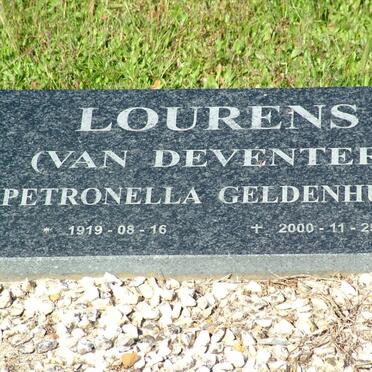 LOURENS
(VAN DEVENTER
PETRONELLA GELDENHU
* 1919 - 08 - 16 + 2000 - 11 - 2